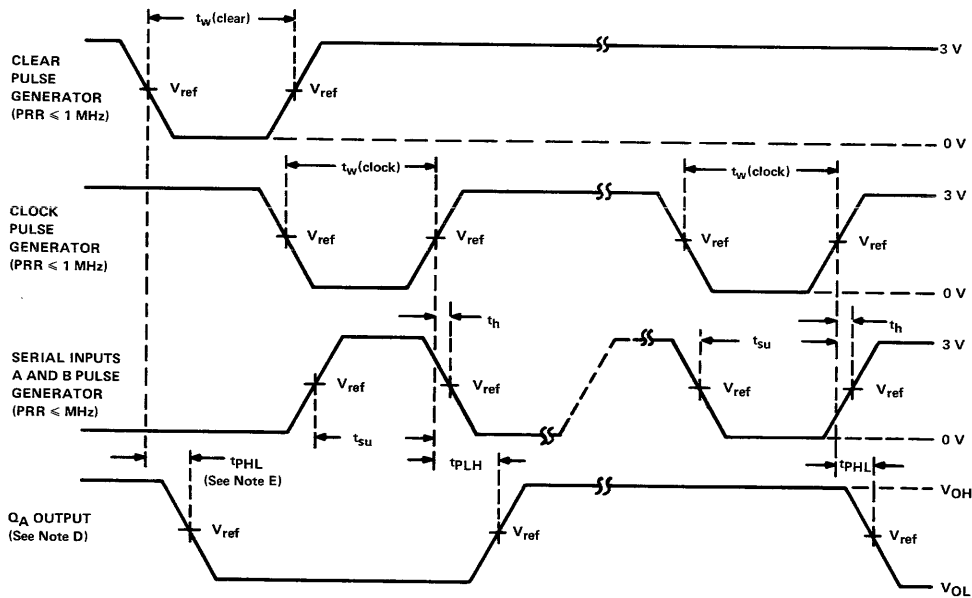 tw(clear)
CLEAR
PULSE
GENERATOR
(PRR ⩽ 1 MHz)
Vref
Vref
3 V
0 V
tw(clock)
tw(clock)
CLOCK
PULSE
GENERATOR
(PRR ⩽ 1 MHz)
Vref
Vref
Vref
Vref
3 V
0 V
th
tsu
th
SERIAL INPUTS
A AND B PULSE
GENERATOR
(PRR ⩽ MHz)
Vref
Vref
Vref
Vref
3 V
0 V
tsu
tPHL
(See Note E)
tPLH
tPHL
QA OUTPUT
(See Note D)
Vref
Vref
Vref
VOH
VOL